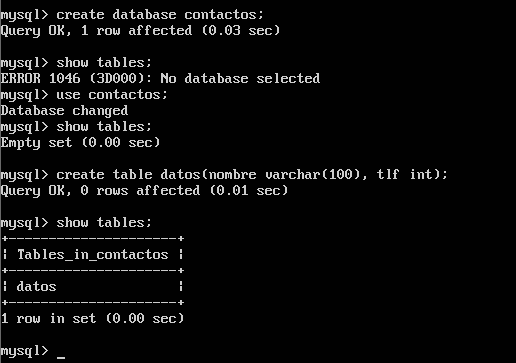 mysql> create database contactos;
Query OK, 1 row affected (0.03 sec)
mysql> show tables;
ERROR 1046 (3D000): No database selected
mysql> use contactos;
Database changed
mysql> show tables;
Empty set (0.00 sec)
mysql> create table datos(nombre varchar(100), tlf int);
Query OK, 0 rows affected (0.01 sec)
mysql> show tables;
+---------------------+
| Tables_in_contactos |
+---------------------+
| datos               |
+---------------------+
1 row in set (0.00 sec)
mysql> _